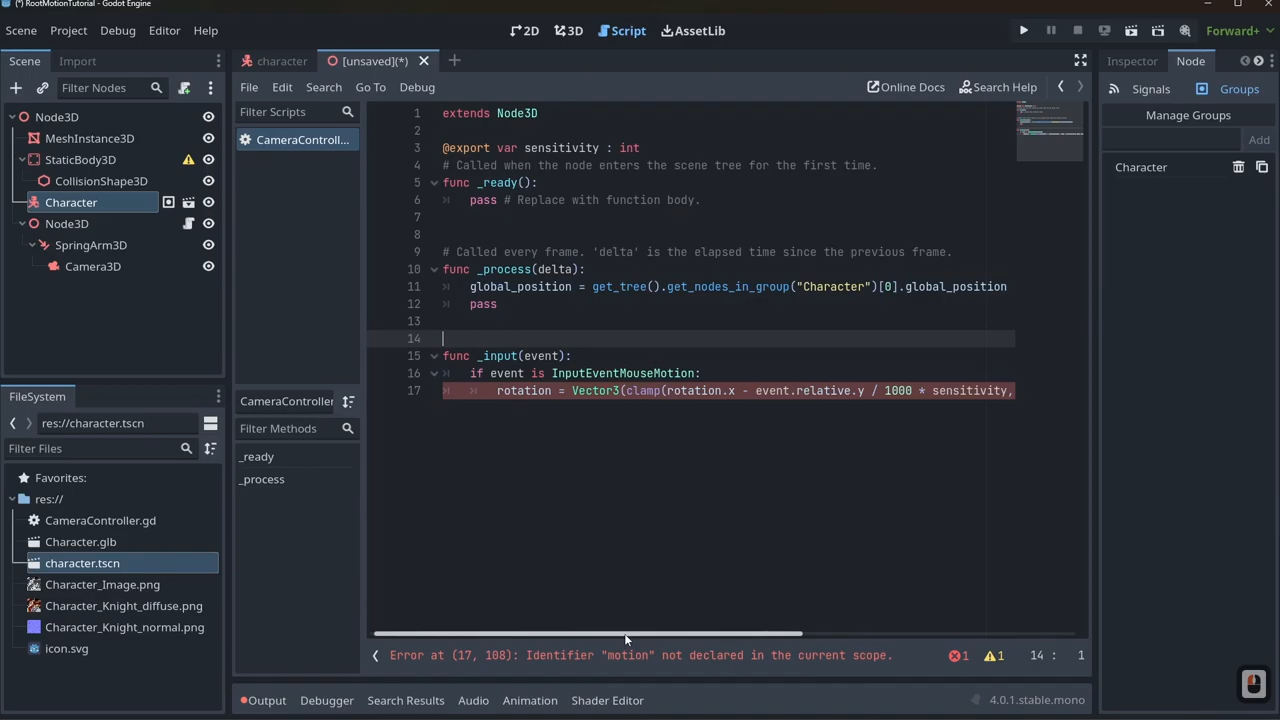 (*) RootMotionTutorial - Godot Engine
Scene Project Debug Editor Help
2D 3D Script AssetLib
Forward+
Scene Import
Filter Nodes
Node3D
MeshInstance3D
StaticBody3D
CollisionShape3D
Character
Node3D
SpringArm3D
Camera3D
FileSystem
res://character.tscn
Filter Files
Favorites:
res://
CameraController.gd
Character.glb
character.tscn
Character_Image.png
Character_Knight_diffuse.png
Character_Knight_normal.png
icon.svg
character [unsaved](*)
File Edit Search Go To Debug
Online Docs Search Help
Filter Scripts
CameraControll...
CameraController
Filter Methods
_ready
_process
1 extends Node3D
2
3 @export var sensitivity : int
4 # Called when the node enters the scene tree for the first time.
5 func _ready():
6 pass # Replace with function body.
7
8
9 # Called every frame. 'delta' is the elapsed time since the previous frame.
10 func _process(delta):
11 global_position = get_tree().get_nodes_in_group("Character")[0].global_position
12 pass
13
14
15 func _input(event):
16 if event is InputEventMouseMotion:
17 rotation = Vector3(clamp(rotation.x - event.relative.y / 1000 * sensitivity,
Error at (17, 108): Identifier "motion" not declared in the current scope.
1 1 14 : 1
Output Debugger Search Results Audio Animation Shader Editor
4.0.1.stable.mono
Inspector Node
Signals Groups
Manage Groups
Add
Character